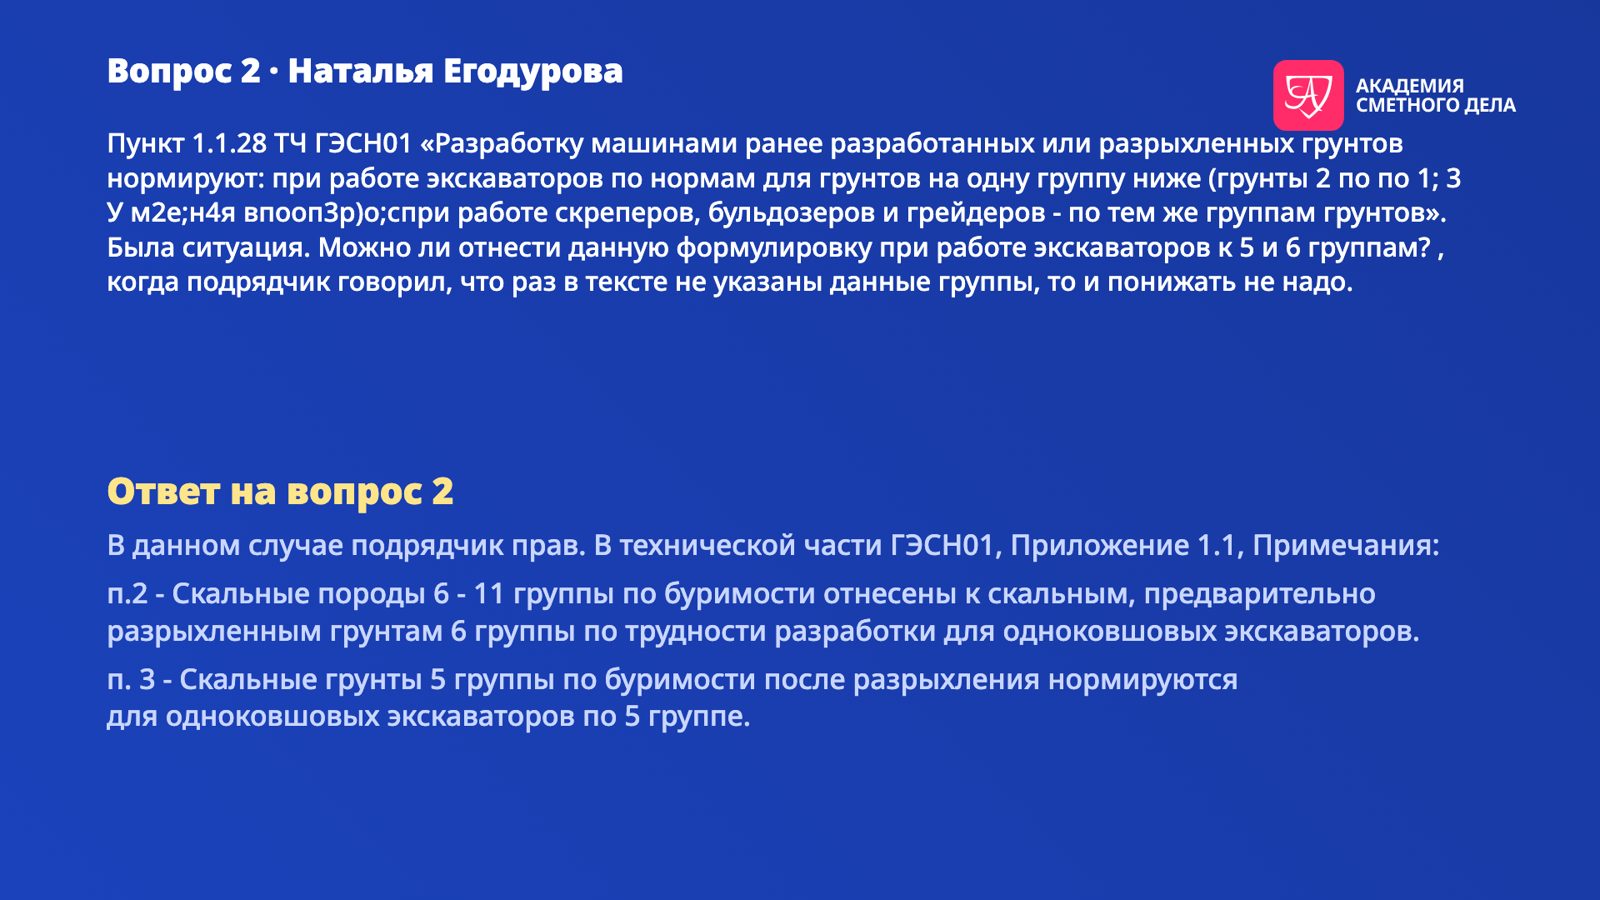 Вопрос 2 · Наталья Егодурова
АКАДЕМИЯ
СМЕТНОГО ДЕЛА
Пункт 1.1.28 ТЧ ГЭСН01 «Разработку машинами ранее разработанных или разрыхленных грунтов
нормируют: при работе экскаваторов по нормам для грунтов на одну группу ниже (грунты 2 по по 1; 3
У м2е;н4я впооп3р)о;спри работе скреперов, бульдозеров и грейдеров - по тем же группам грунтов».
Была ситуация. Можно ли отнести данную формулировку при работе экскаваторов к 5 и 6 группам? ,
когда подрядчик говорил, что раз в тексте не указаны данные группы, то и понижать не надо.
Ответ на вопрос 2
В данном случае подрядчик прав. В технической части ГЭСН01, Приложение 1.1, Примечания:
п.2 - Скальные породы 6 - 11 группы по буримости отнесены к скальным, предварительно
разрыхленным грунтам 6 группы по трудности разработки для одноковшовых экскаваторов.
п. 3 - Скальные грунты 5 группы по буримости после разрыхления нормируются
для одноковшовых экскаваторов по 5 группе.